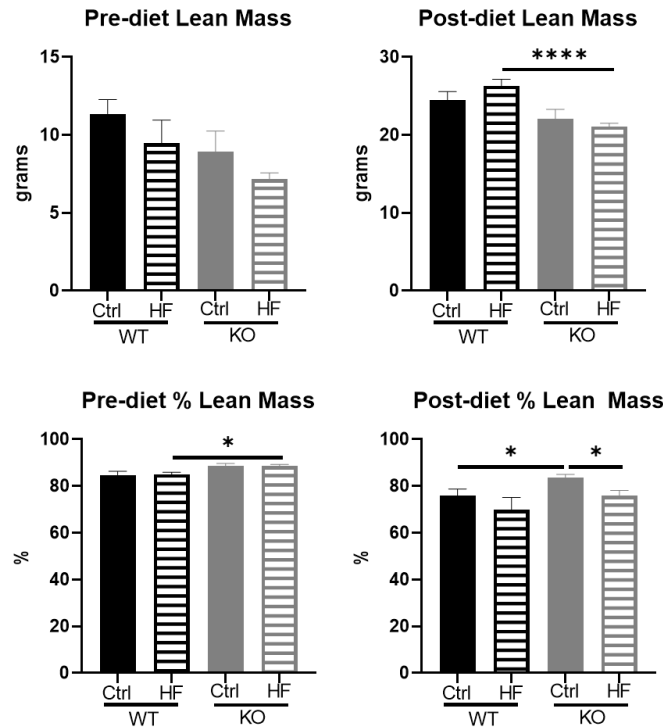 Pre-diet Lean Mass
15
10
5
0
grams
Ctrl HF Ctrl HF
WT KO
Post-diet Lean Mass
30
20
10
0
grams
****
Ctrl HF Ctrl HF
WT KO
Pre-diet % Lean Mass
100
80
60
40
20
0
%
*
Ctrl HF Ctrl HF
WT KO
Post-diet % Lean  Mass
100
80
60
40
20
0
%
* *
Ctrl HF Ctrl HF
WT KO